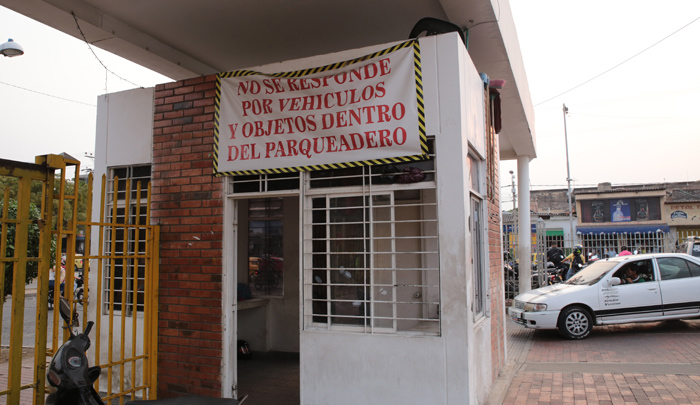 NO SE RESPONDE
POR VEHICULOS
Y OBJETOS DENTRO
DEL PARQUEADERO